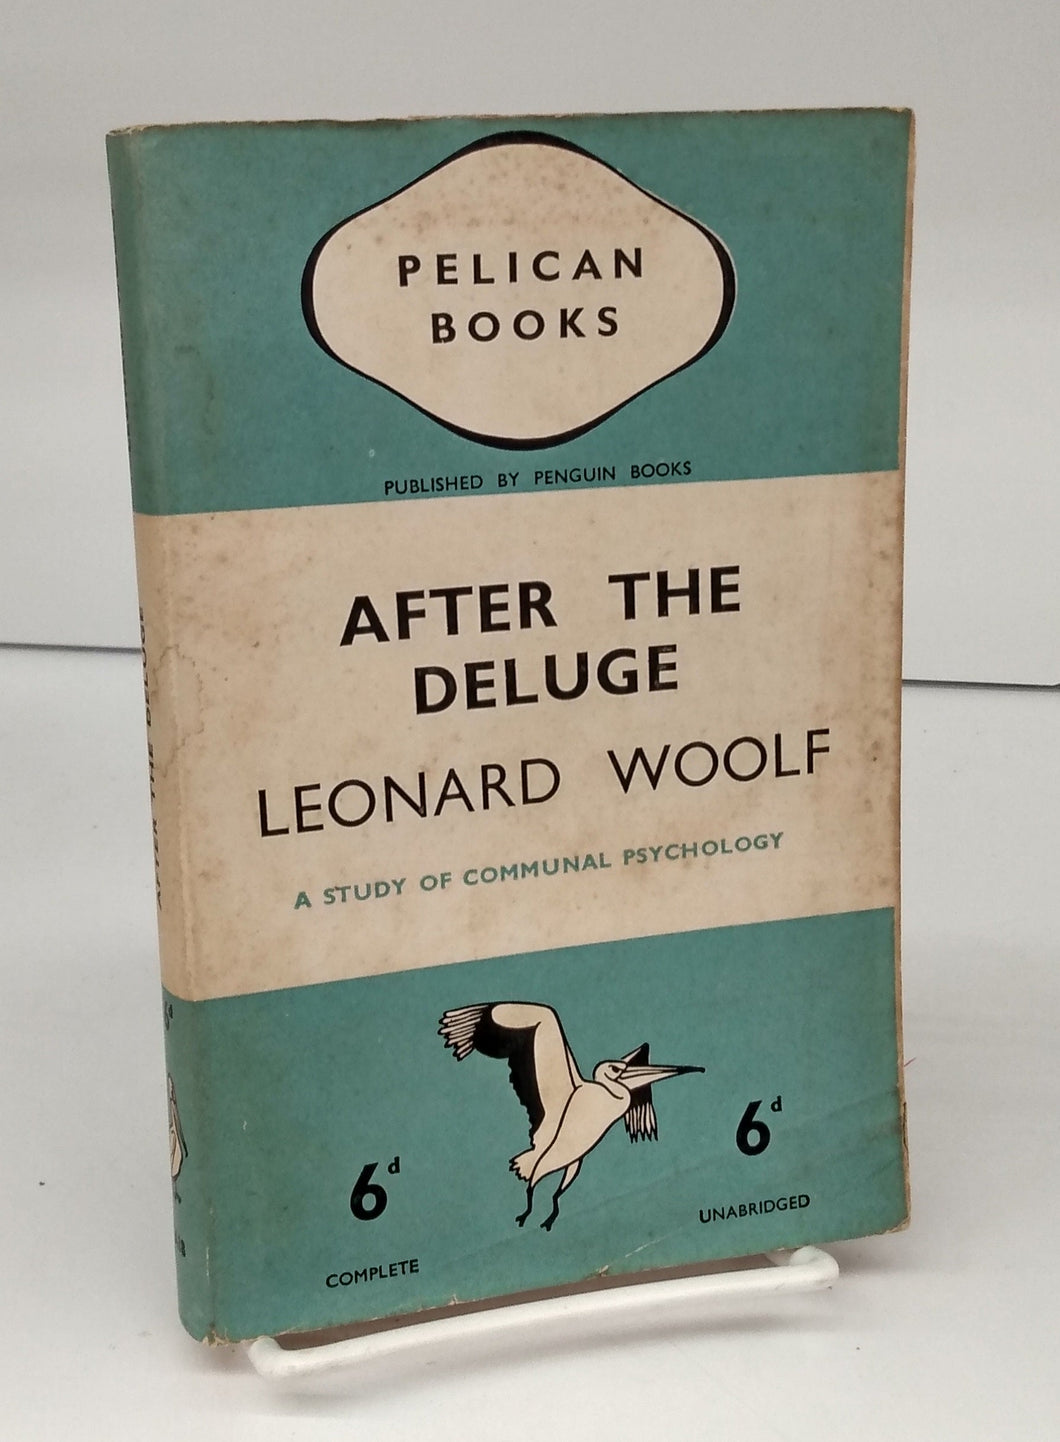 PELICAN
BOOKS
PUBLISHED BY PENGUIN BOOKS
AFTER THE
DELUGE
LEONARD WOOLF
A STUDY OF COMMUNAL PSYCHOLOGY
6d
6d
COMPLETE
UNABRIDGED
AFTER THE DELUGE
6d